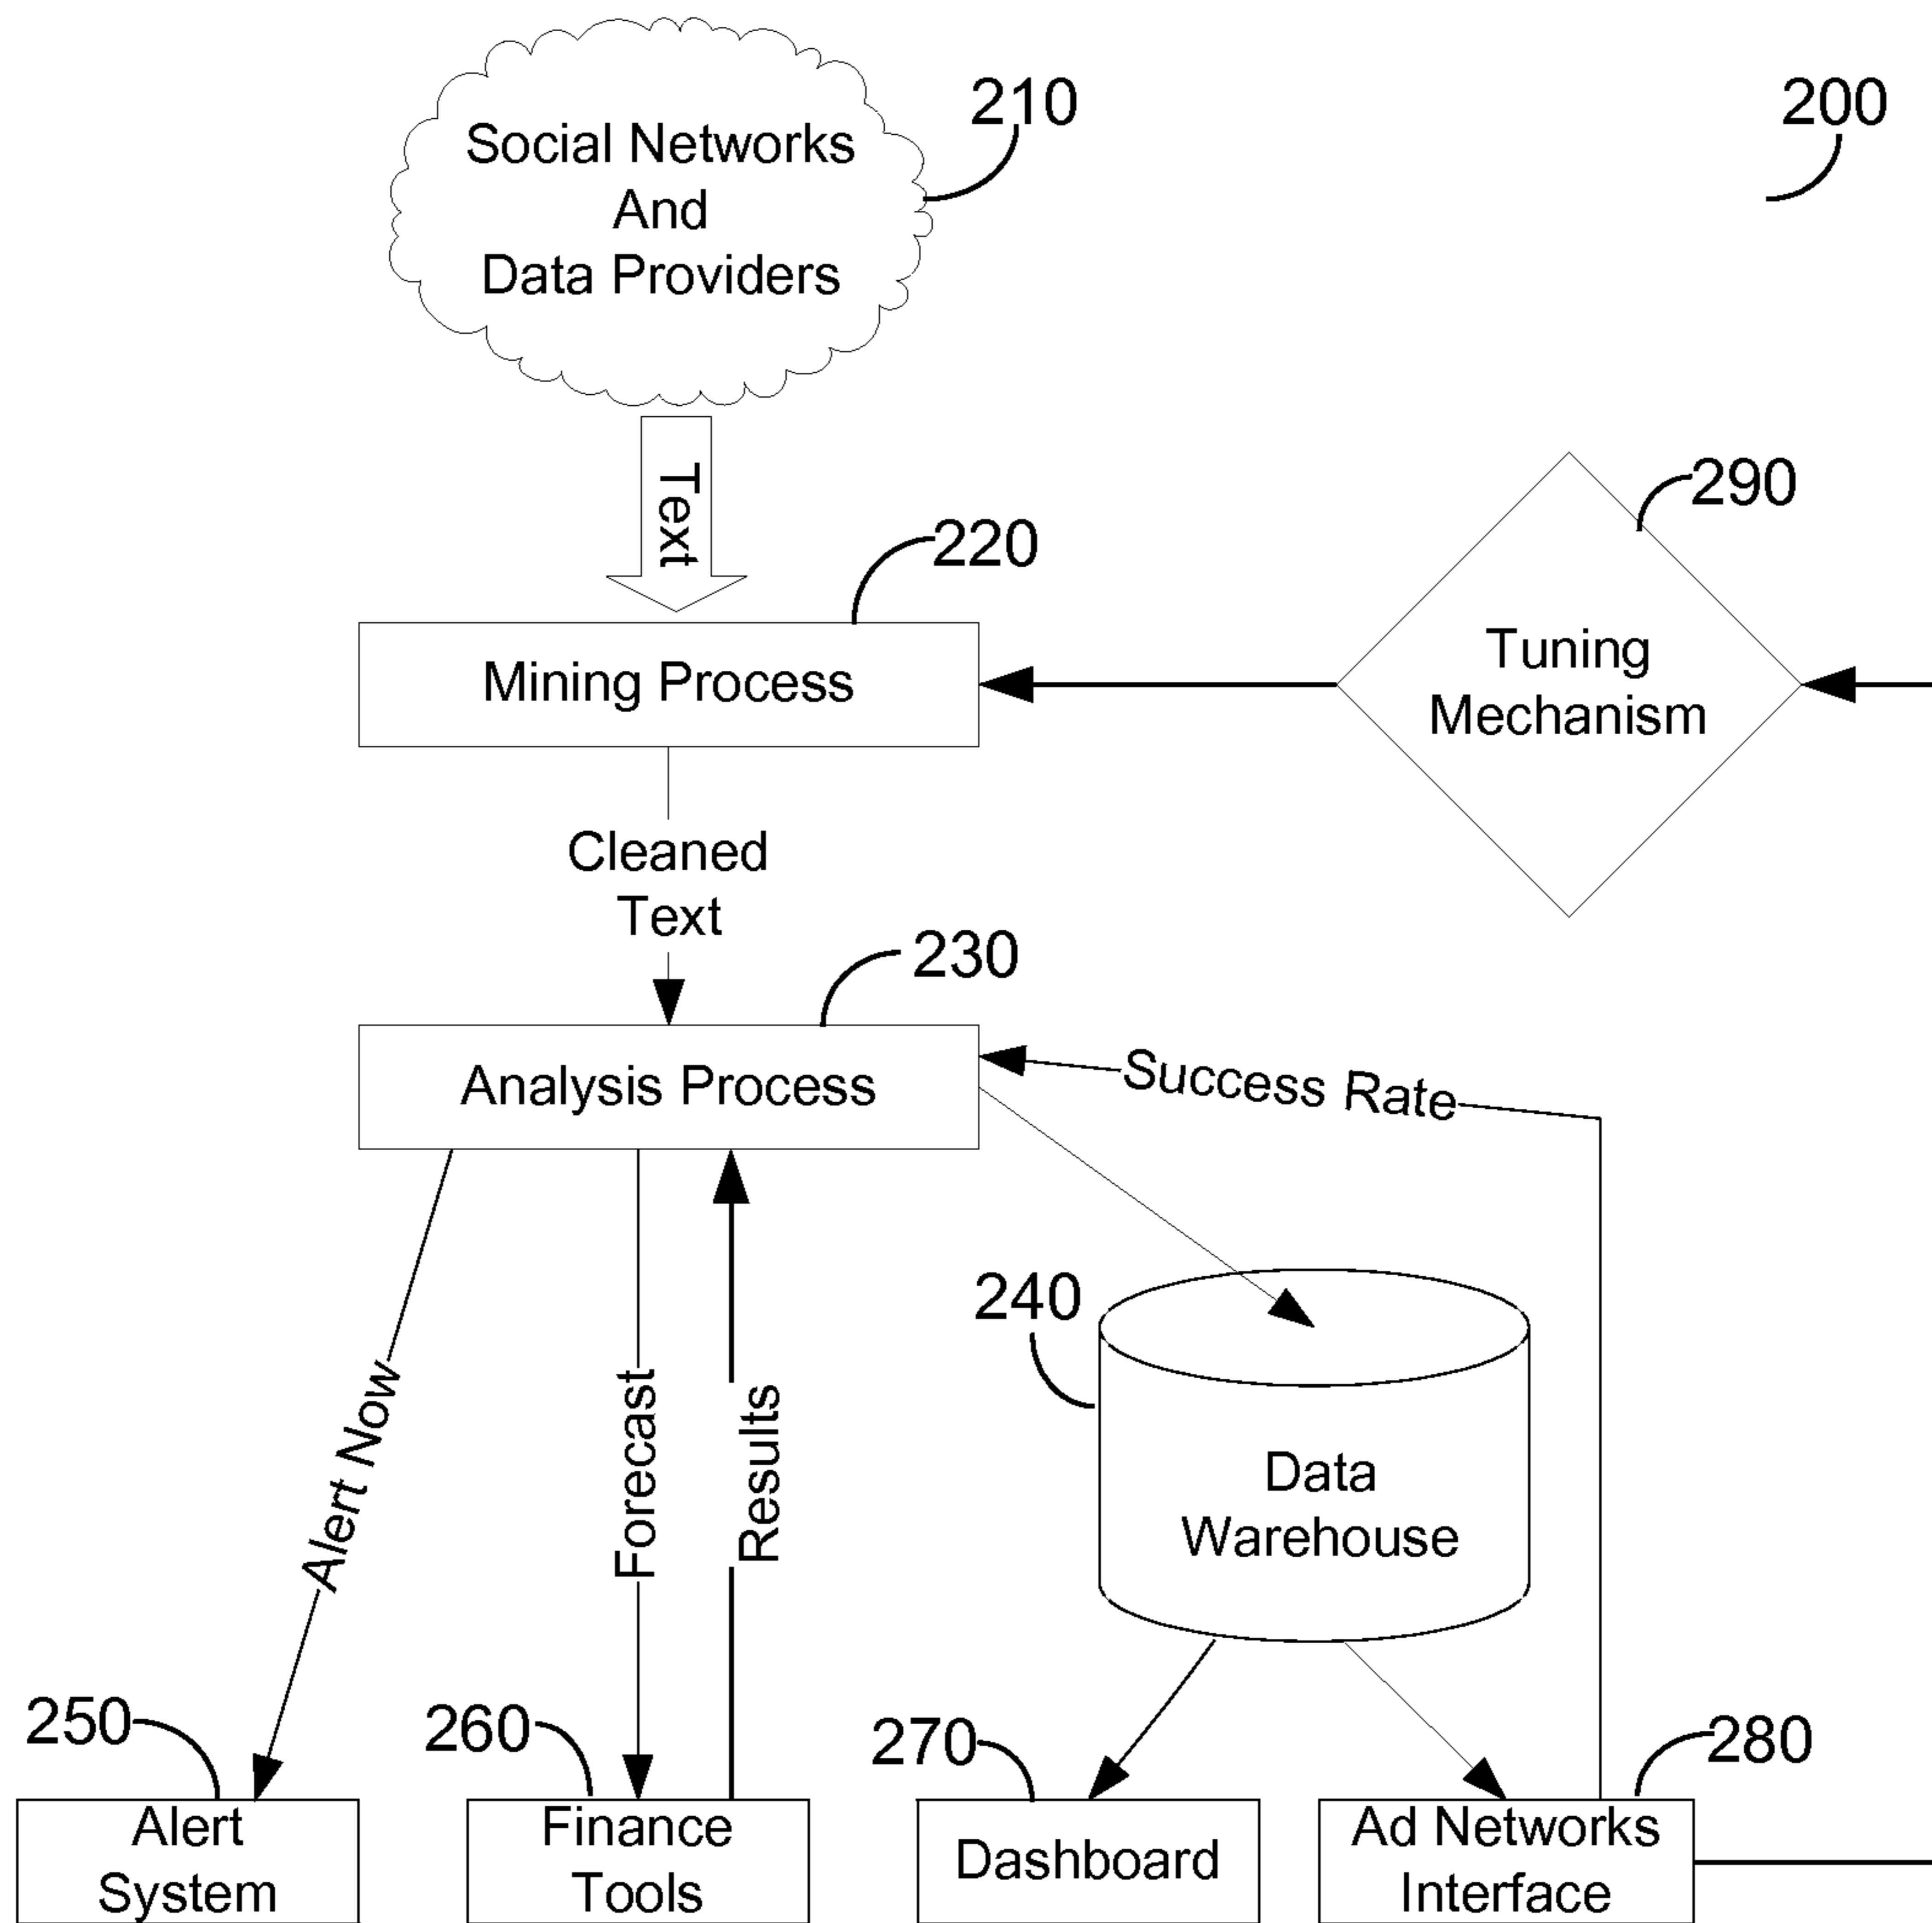 Social Networks
And
Data Providers
210
200
Text
220
290
Mining Process
Tuning
Mechanism
Cleaned
Text
230
Analysis Process
Success Rate
240
Alert Now
Forecast
Results
Data
Warehouse
250
260
270
280
Alert
System
Finance
Tools
Dashboard
Ad Networks
Interface